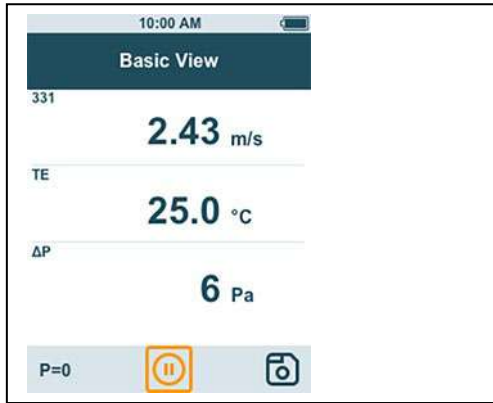 10:00 AM
Basic View
331
2.43 m/s
TE
25.0 °C
ΔP
6 Pa
P=0